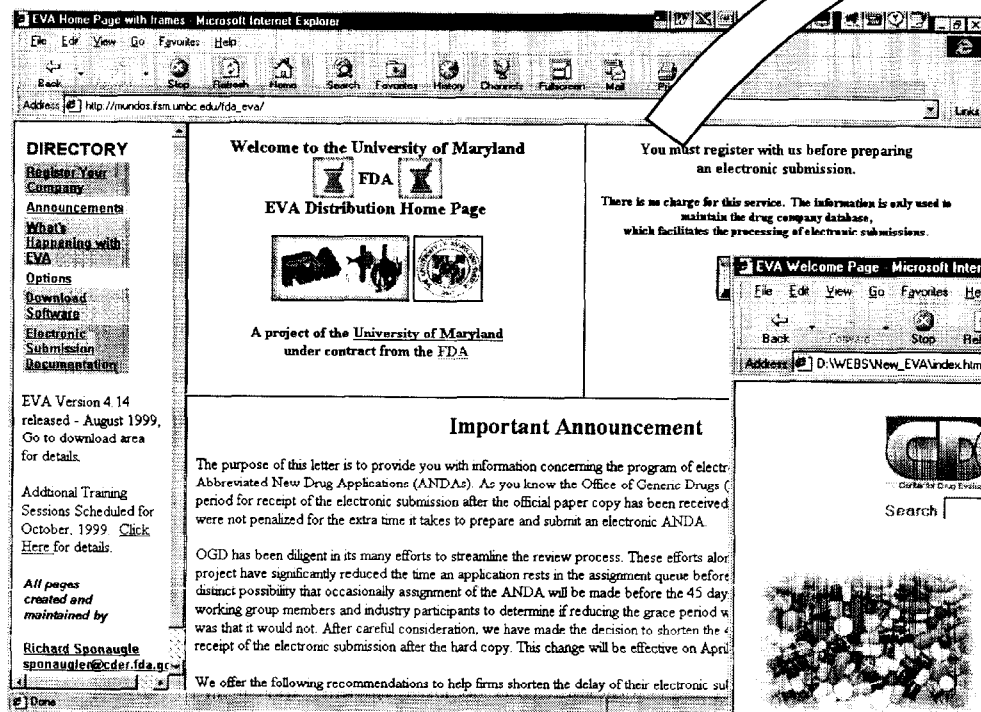 EVA Home Page with frames - Microsoft Internet Explorer
File Edit View Go Favorites Help
Back Stop Refresh Home Search Favorites History Channels Fullscreen Mail
Address http://mundos.ifsm.umbc.edu/fda_eva/ Links
DIRECTORY
Register Your
Company
Announcements
What's
Happening with
EVA
Options
Download
Software
Electronic
Submission
Documentation
EVA Version 4.14
released - August 1999,
Go to download area
for details.
Addtional Training
Sessions Scheduled for
October, 1999. Click
Here for details.
All pages
created and
maintained by
Richard Sponaugle
sponaugler@cder.fda.gc
Done
Welcome to the University of Maryland
FDA
EVA Distribution Home Page
A project of the University of Maryland
under contract from the FDA
You must register with us before preparing
an electronic submission.
There is no charge for this service. The information is only used to
maintain the drug company database,
which facilitates the processing of electronic submissions.
Important Announcement
The purpose of this letter is to provide you with information concerning the program of electr
Abbreviated New Drug Applications (ANDAs). As you know the Office of Generic Drugs (
period for receipt of the electronic submission after the official paper copy has been received
were not penalized for the extra time it takes to prepare and submit an electronic ANDA.
OGD has been diligent in its many efforts to streamline the review process. These efforts alor
project have significantly reduced the time an application rests in the assignment queue before
distinct possibility that occasionally assignment of the ANDA will be made before the 45 day
working group members and industry participants to determine if reducing the grace period w
was that it would not. After careful consideration, we have made the decision to shorten the
receipt of the electronic submission after the hard copy. This change will be effective on April
We offer the following recommendations to help firms shorten the delay of their electronic sul
EVA Welcome Page - Microsoft Inter
File Edit View Go Favorites He
Back Forward Stop Ref
Address D:\WEBS\New_EVA\index.htm
Center for Drug Evalua
Search